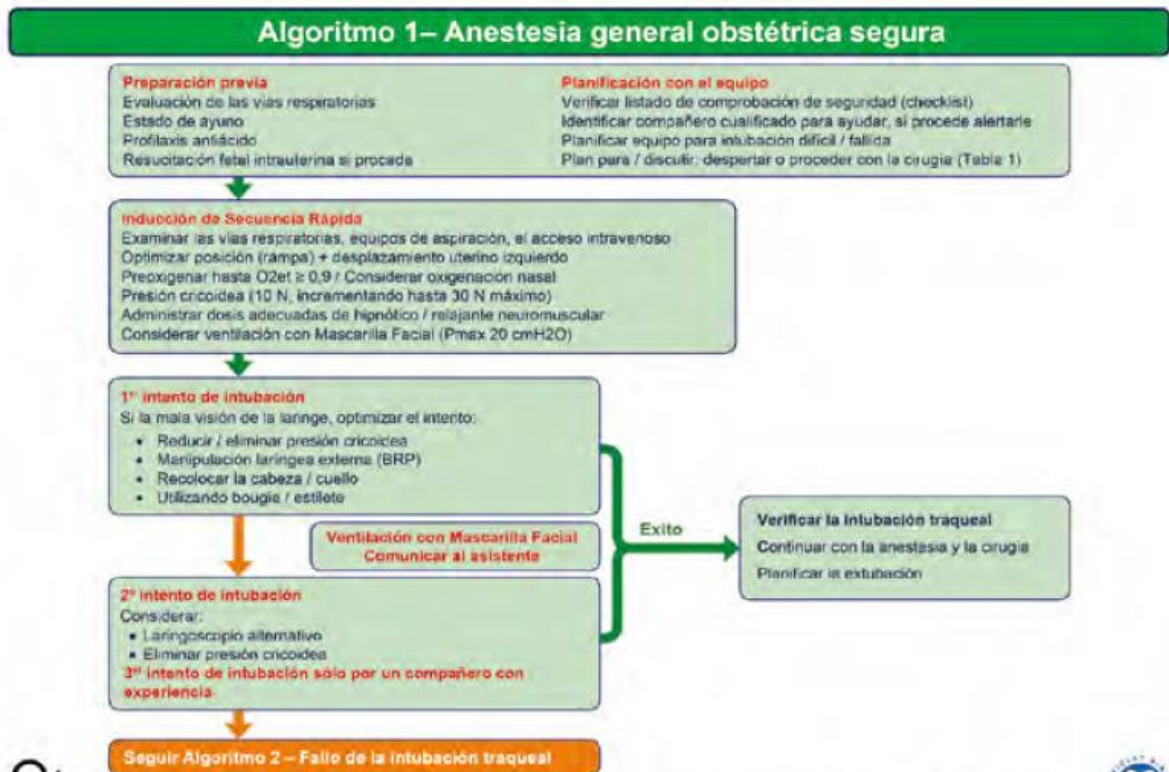 Algoritmo 1– Anestesia general obstétrica segura
Preparación previa
Evaluación de las vías respiratorias
Estado de ayuno
Profilaxis antiácido
Resucitación fetal intrauterina si procede
Planificación con el equipo
Verificar listado de comprobación de seguridad (checklist)
Identificar compañero cualificado para ayudar, si procede alertarle
Planificar equipo para intubación difícil / fallida
Plan para / discutir: despertar o proceder con la cirugía (Tabla 1)
Inducción de Secuencia Rápida
Examinar las vías respiratorias, equipos de aspiración, el acceso intravenoso
Optimizar posición (rampa) + desplazamiento uterino izquierdo
Preoxigenar hasta O2et ≥ 0,9 / Considerar oxigenación nasal
Presión cricoidea (10 N, incrementando hasta 30 N máximo)
Administrar dosis adecuadas de hipnótico / relajante neuromuscular
Considerar ventilación con Mascarilla Facial (Pmax 20 cmH2O)
1er intento de intubación
Si la mala visión de la laringe, optimizar el intento:
• Reducir / eliminar presión cricoidea
• Manipulación laríngea externa (BRP)
• Recolocar la cabeza / cuello
• Utilizando bougie / estilete
Ventilación con Mascarilla Facial
Comunicar al asistente
Exito
Verificar la intubación traqueal
Continuar con la anestesia y la cirugía
Planificar la extubación
2º intento de intubación
Considerar:
• Laringoscopio alternativo
• Eliminar presión cricoidea
3er intento de intubación sólo por un compañero con
experiencia
Seguir Algoritmo 2 – Fallo de la intubación traqueal